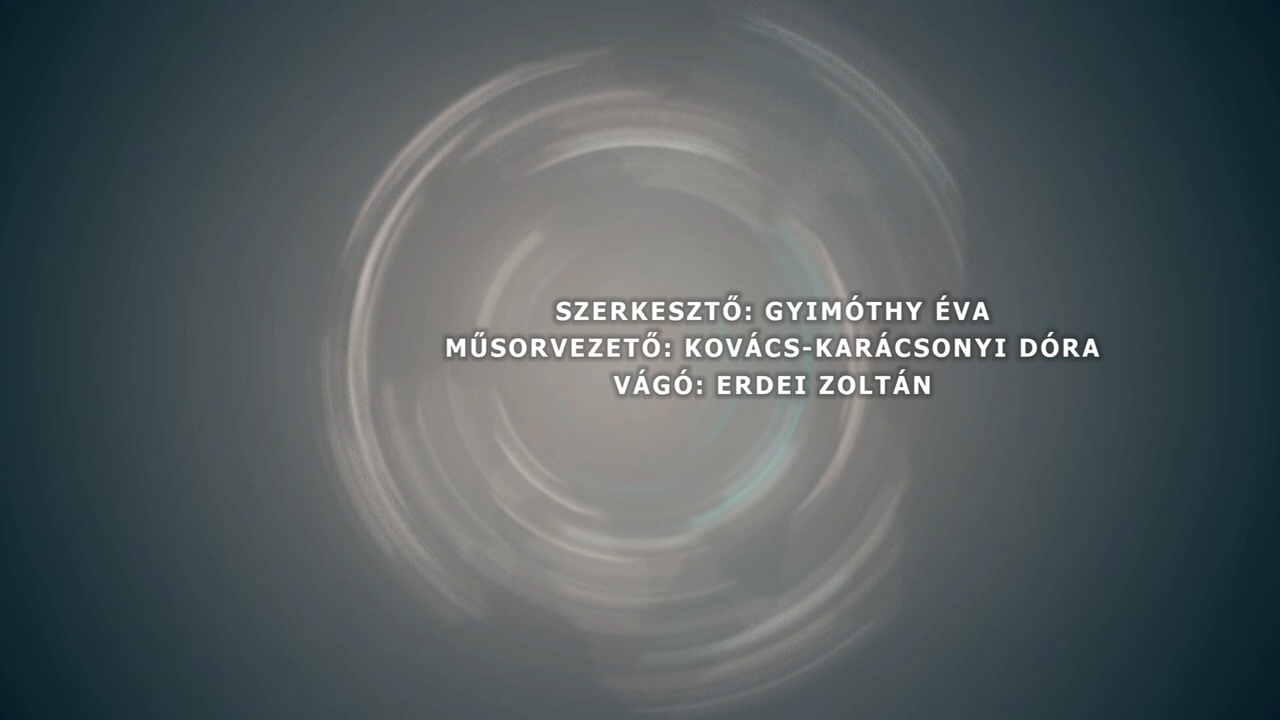 SZERKESZTŐ: GYIMÓTHY ÉVA
MŰSORVEZETŐ: KOVÁCS-KARÁCSONYI DÓRA
VÁGÓ: ERDEI ZOLTÁN